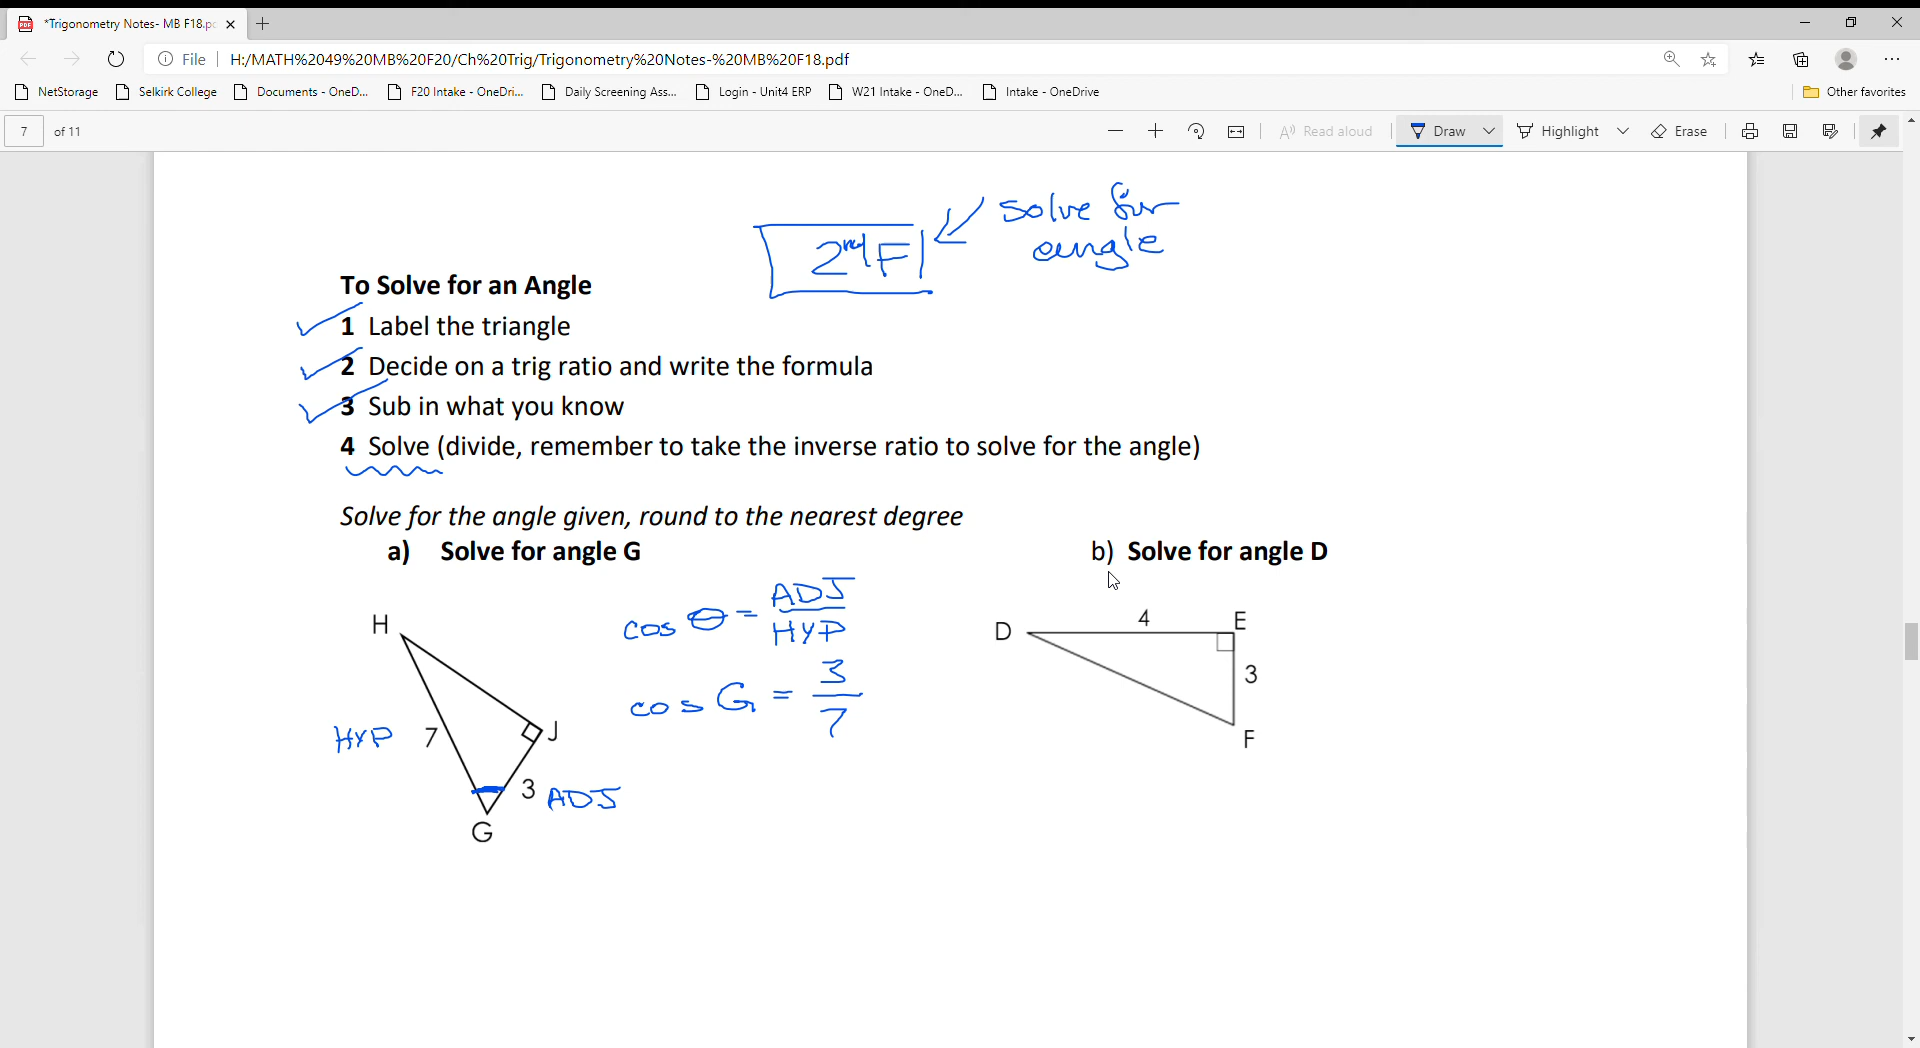 *Trigonometry Notes- MB F18.pdf
File
H:/MATH%2049%20MB%20F20/Ch%20Trig/Trigonometry%20Notes-%20MB%20F18.pdf
NetStorage Selkirk College Documents - OneD... F20 Intake - OneDri... Daily Screening Ass... Login - Unit4 ERP W21 Intake - OneD... Intake - OneDrive Other favorites
7 of 11 Read aloud Draw Highlight Erase
solve for
angle
2nd F
To Solve for an Angle
1 Label the triangle
2 Decide on a trig ratio and write the formula
3 Sub in what you know
4 Solve (divide, remember to take the inverse ratio to solve for the angle)
Solve for the angle given, round to the nearest degree
a) Solve for angle G
b) Solve for angle D
H
cos θ = ADJ
HYP
cos G = 3
7
HYP 7
J
3 ADJ
G
D 4 E
3
F